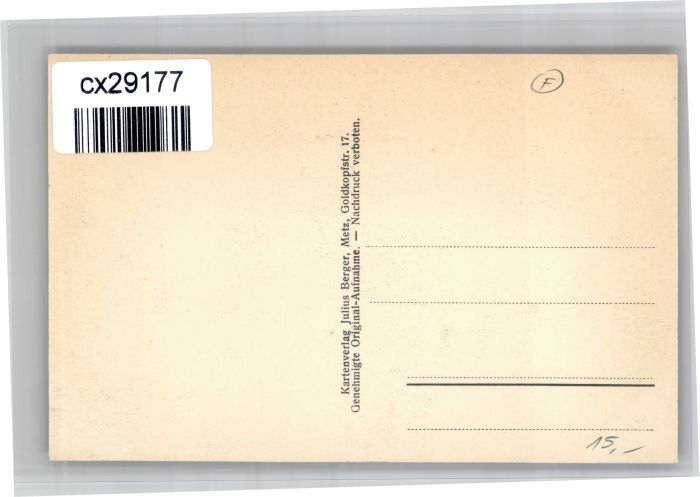 cx29177
F
Kartenverlag Julius Berger, Metz, Goldkopfstr. 17.
Genehmigte Original-Aufnahme. — Nachdruck verboten.
15,-